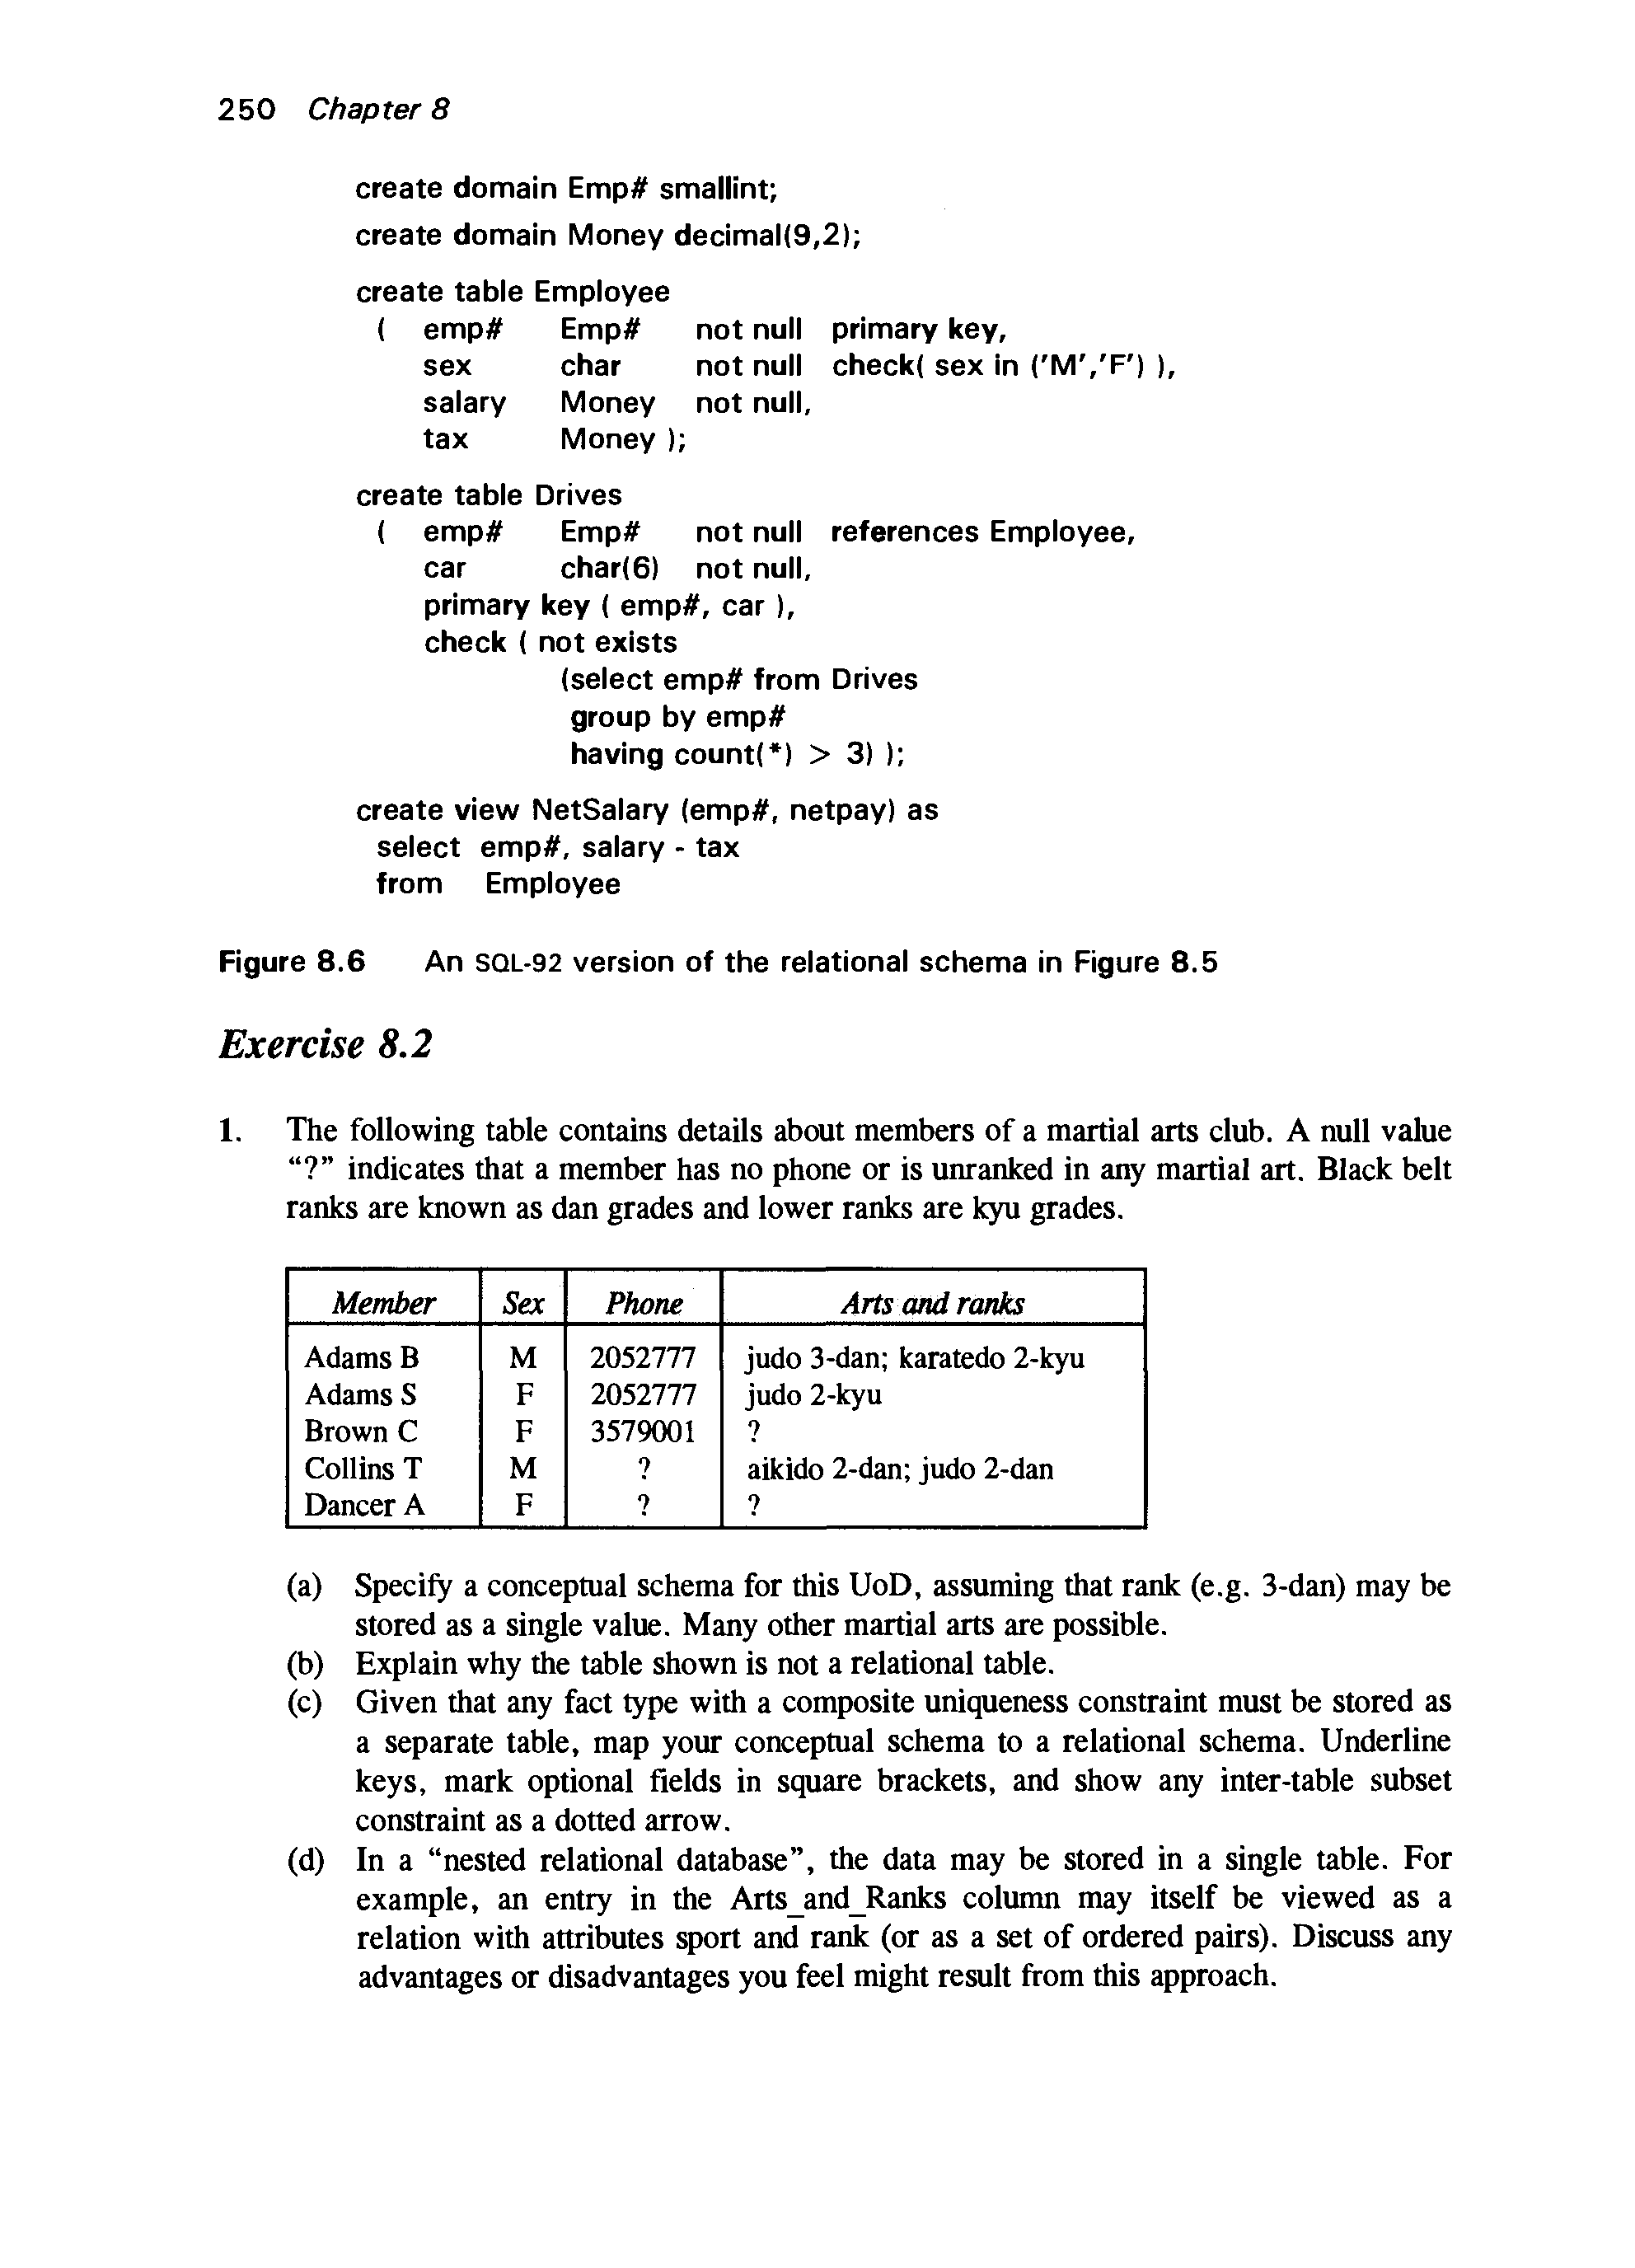 250 Chapter 8
create domain Emp# smallint;
create domain Money decimal(9,2);
create table Employee
( emp# Emp# not null primary key,
sex char not null check( sex in ('M','F') ),
salary Money not null,
tax Money );
create table Drives
( emp# Emp# not null references Employee,
car char(6) not null,
primary key ( emp#, car ),
check ( not exists
(select emp# from Drives
group by emp#
having count(*) > 3) );
create view NetSalary (emp#, netpay) as
select emp#, salary - tax
from Employee
Figure 8.6 An SQL-92 version of the relational schema in Figure 8.5
Exercise 8.2
1. The following table contains details about members of a martial arts club. A null value
“?” indicates that a member has no phone or is unranked in any martial art. Black belt
ranks are known as dan grades and lower ranks are kyu grades.
Member Sex Phone Arts and ranks
Adams B M 2052777 judo 3-dan; karatedo 2-kyu
Adams S F 2052777 judo 2-kyu
Brown C F 3579001 ?
Collins T M ? aikido 2-dan; judo 2-dan
Dancer A F ? ?
(a) Specify a conceptual schema for this UoD, assuming that rank (e.g. 3-dan) may be
stored as a single value. Many other martial arts are possible.
(b) Explain why the table shown is not a relational table.
(c) Given that any fact type with a composite uniqueness constraint must be stored as
a separate table, map your conceptual schema to a relational schema. Underline
keys, mark optional fields in square brackets, and show any inter-table subset
constraint as a dotted arrow.
(d) In a “nested relational database”, the data may be stored in a single table. For
example, an entry in the Arts_and_Ranks column may itself be viewed as a
relation with attributes sport and rank (or as a set of ordered pairs). Discuss any
advantages or disadvantages you feel might result from this approach.